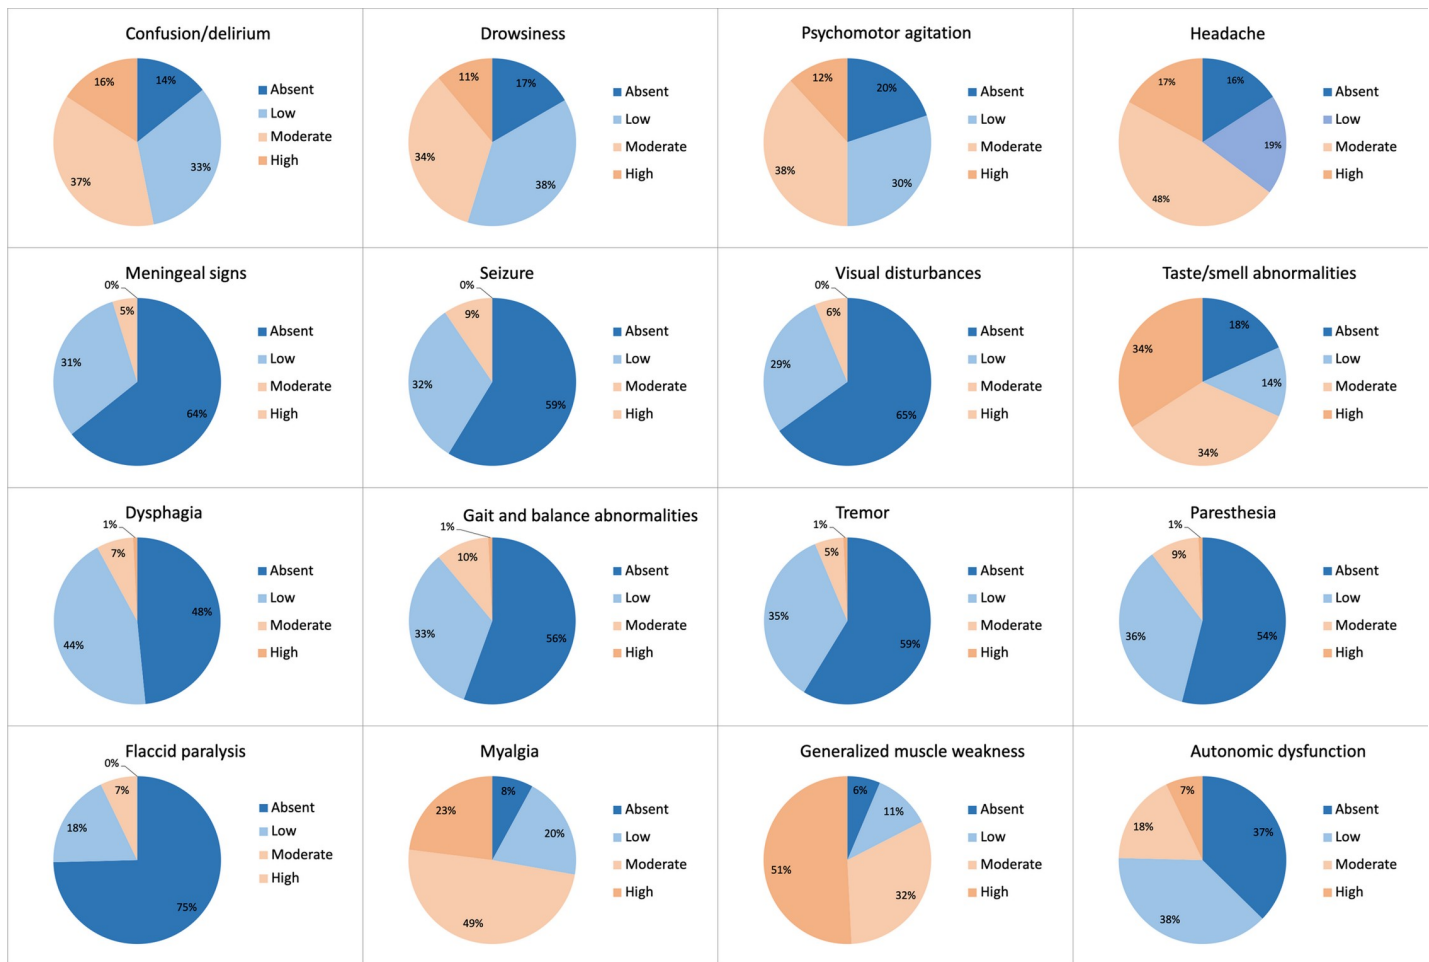 Confusion/delirium
16%
14%
33%
37%
Absent
Low
Moderate
High
Drowsiness
11%
17%
34%
38%
Absent
Low
Moderate
High
Psychomotor agitation
12%
20%
38%
30%
Absent
Low
Moderate
High
Headache
17%
16%
19%
48%
Absent
Low
Moderate
High
Meningeal signs
0%
5%
31%
64%
Absent
Low
Moderate
High
Seizure
0%
9%
32%
59%
Absent
Low
Moderate
High
Visual disturbances
0%
6%
29%
65%
Absent
Low
Moderate
High
Taste/smell abnormalities
18%
34%
14%
34%
Absent
Low
Moderate
High
Dysphagia
1%
7%
48%
44%
Absent
Low
Moderate
High
Gait and balance abnormalities
1%
10%
33%
56%
Absent
Low
Moderate
High
Tremor
1%
5%
35%
59%
Absent
Low
Moderate
High
Paresthesia
1%
9%
36%
54%
Absent
Low
Moderate
High
Flaccid paralysis
0%
7%
18%
75%
Absent
Low
Moderate
High
Myalgia
8%
23%
20%
49%
Absent
Low
Moderate
High
Generalized muscle weakness
6%
11%
51%
32%
Absent
Low
Moderate
High
Autonomic dysfunction
7%
18%
37%
38%
Absent
Low
Moderate
High